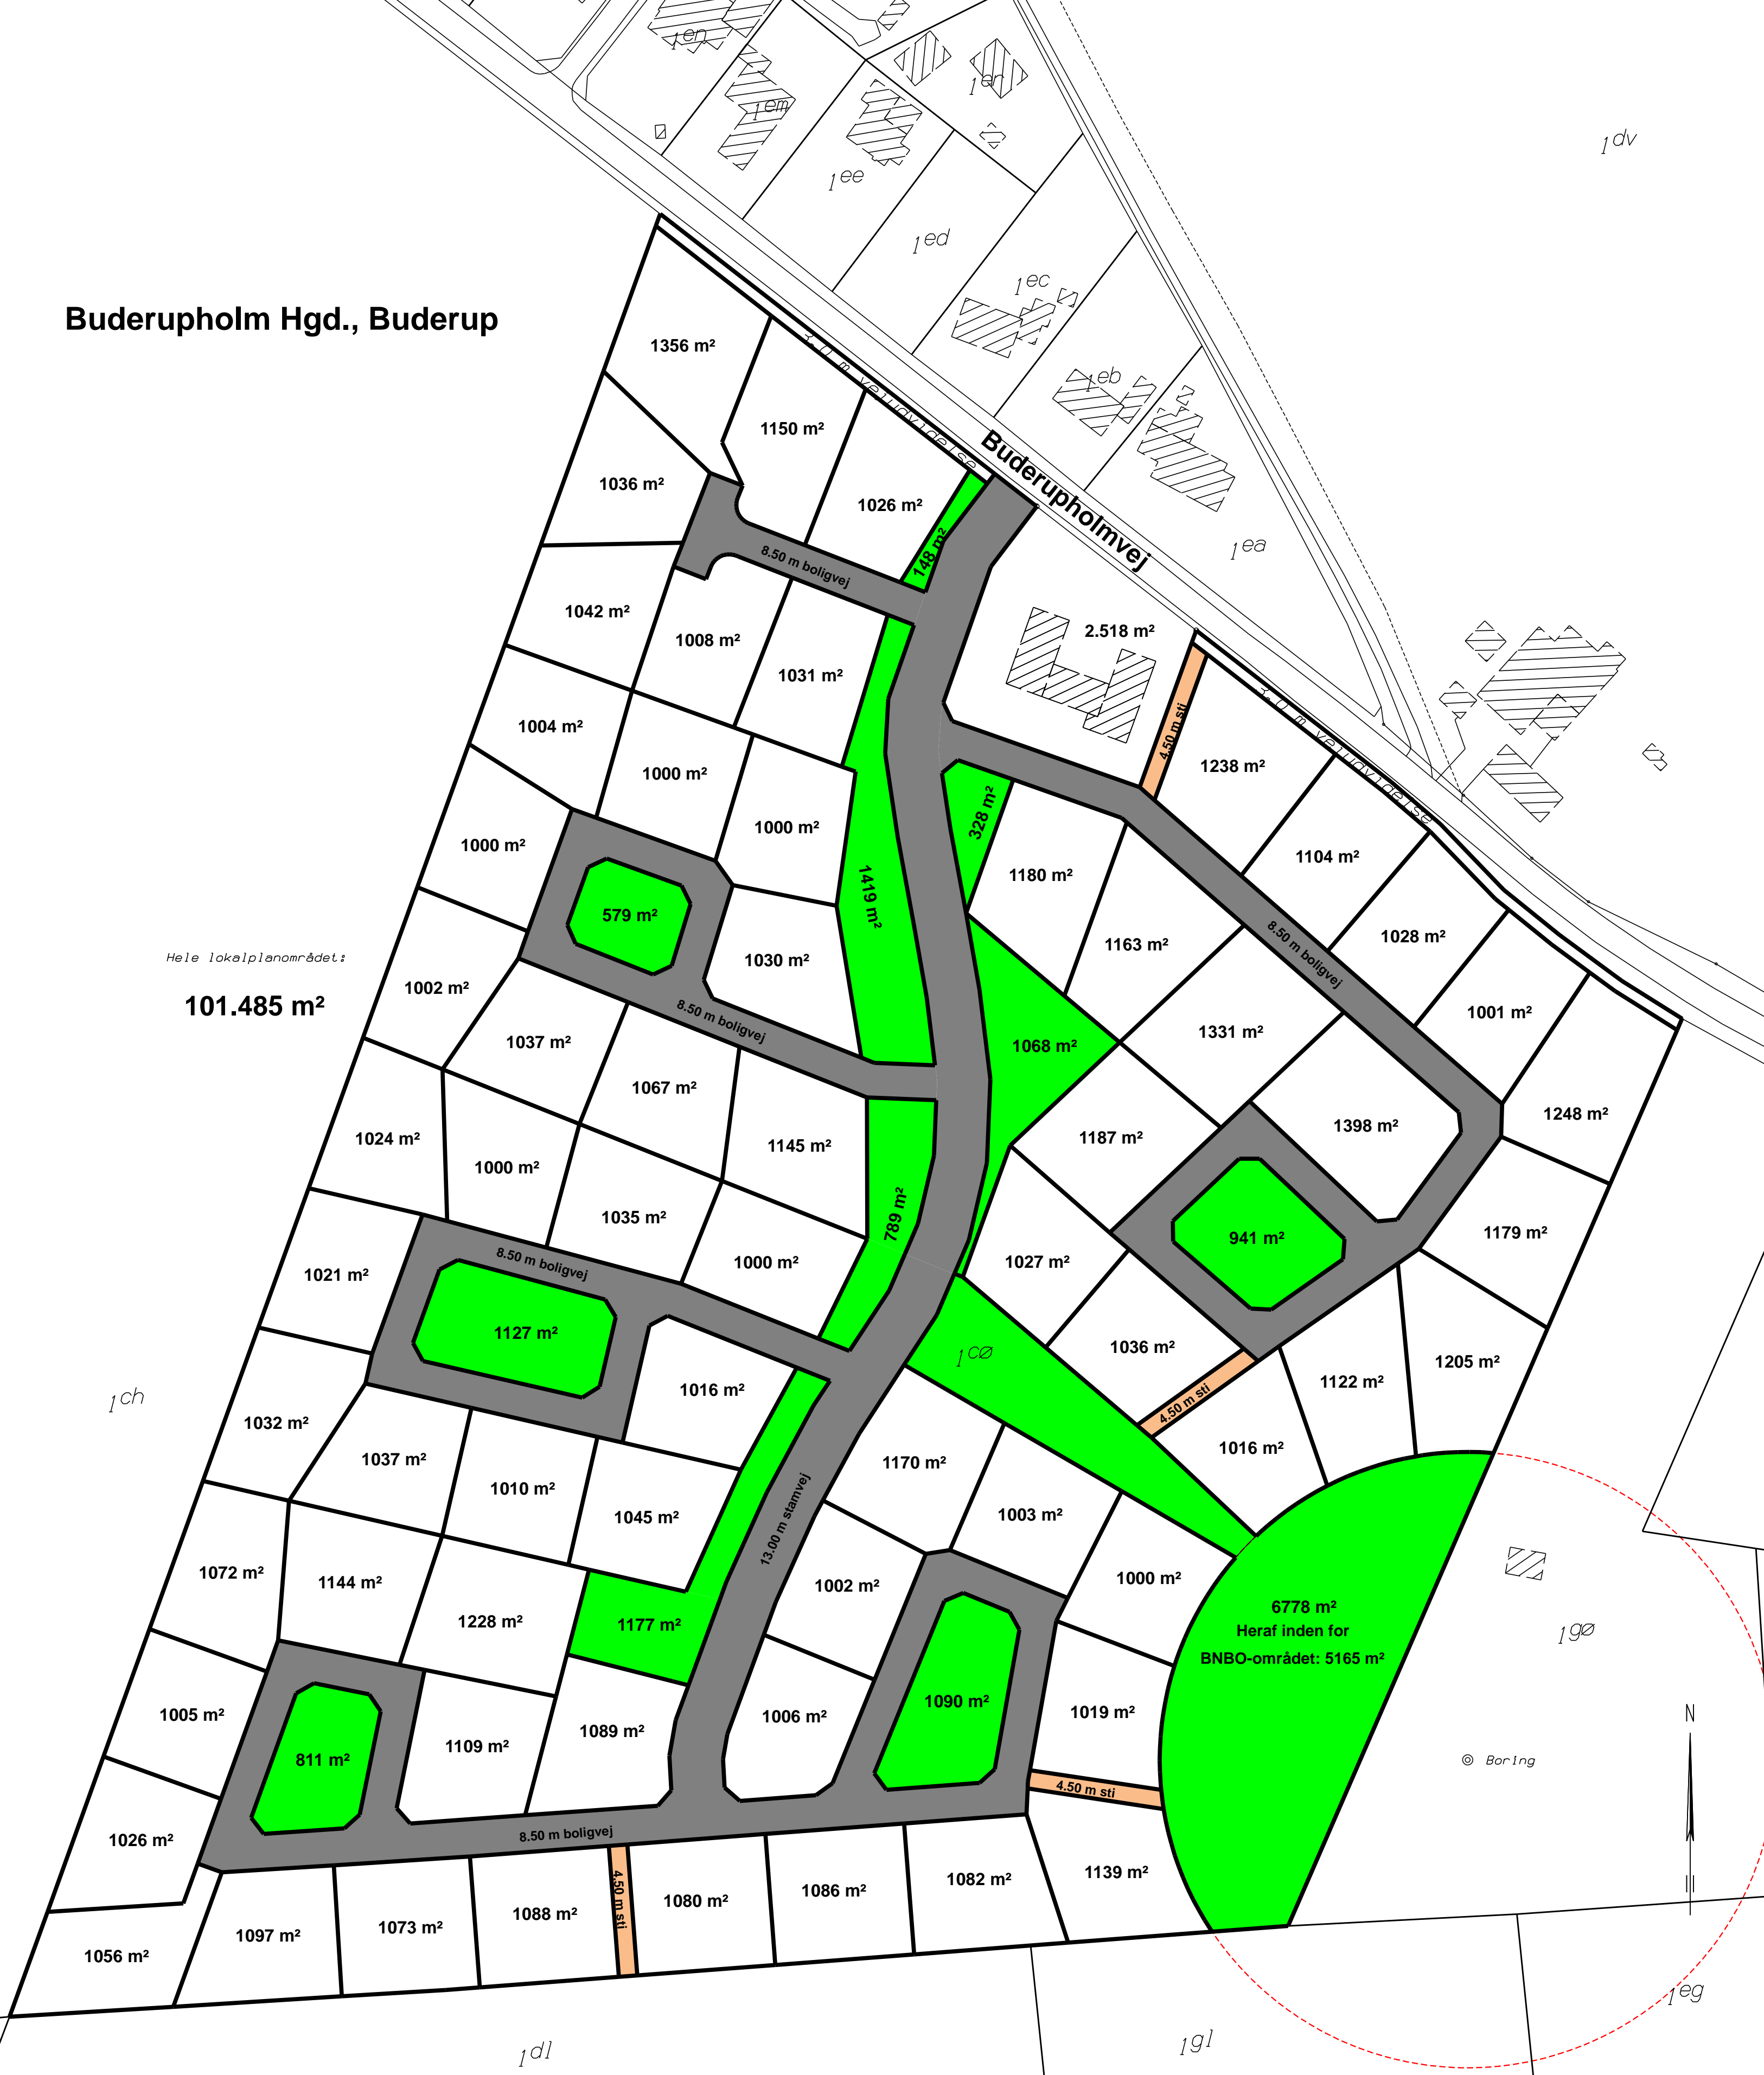 1en
1em
1er
1dv
1ee
1ed
1ec
Buderupholm Hgd., Buderup
1356 m²
3.0 m vejudvidelse
1eb
1150 m²
Buderupholmvej
1036 m²
1026 m²
148 m²
1ea
8.50 m boligvej
1042 m²
2.518 m²
1008 m²
1031 m²
4.50 m sti
3.0 m vejudvidelse
1004 m²
1000 m²
1238 m²
1000 m²
328 m²
1000 m²
1104 m²
1180 m²
1419 m²
579 m²
1028 m²
1163 m²
8.50 m boligvej
Hele lokalplanområdet:
1030 m²
1002 m²
101.485 m²
8.50 m boligvej
1001 m²
1331 m²
1037 m²
1068 m²
1067 m²
1248 m²
1398 m²
1024 m²
1187 m²
1145 m²
1000 m²
1035 m²
789 m²
1179 m²
941 m²
8.50 m boligvej
1000 m²
1027 m²
1021 m²
1127 m²
1036 m²
1cø
1205 m²
1016 m²
1122 m²
4.50 m sti
1ch
1032 m²
1016 m²
1037 m²
1170 m²
1010 m²
1045 m²
1003 m²
13.00 m stamvej
1072 m²
1144 m²
1002 m²
1000 m²
6778 m²
Heraf inden for
BNBO-området: 5165 m²
1228 m²
1177 m²
1gø
1090 m²
1019 m²
1005 m²
1006 m²
N
1089 m²
1109 m²
811 m²
Boring
4.50 m sti
1026 m²
8.50 m boligvej
1139 m²
1082 m²
1086 m²
1080 m²
4.50 m sti
1088 m²
1073 m²
1097 m²
1056 m²
1eg
1dl
1gl